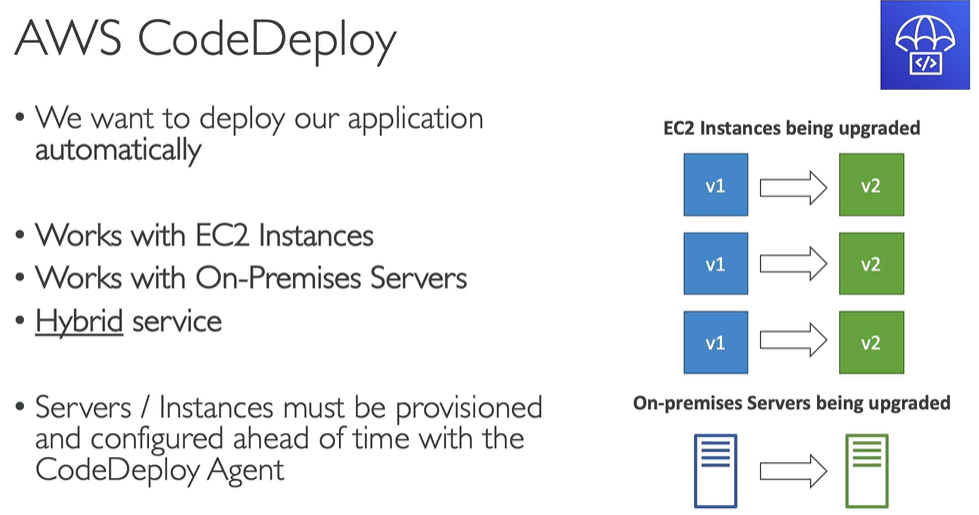 AWS CodeDeploy
</>
• We want to deploy our application
automatically
• Works with EC2 Instances
• Works with On-Premises Servers
• Hybrid service
• Servers / Instances must be provisioned
and configured ahead of time with the
CodeDeploy Agent
EC2 Instances being upgraded
v1 v2
v1 v2
v1 v2
On-premises Servers being upgraded